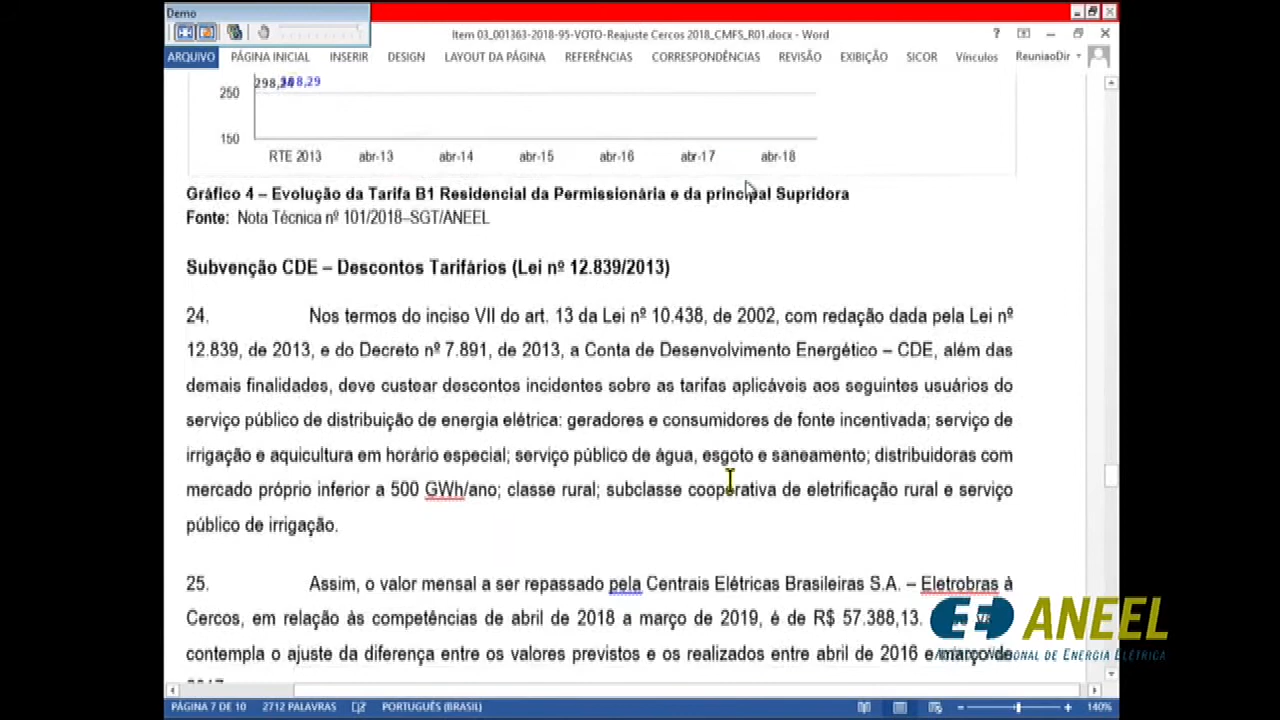 Demo
Item 03_001363-2018-95-VOTO-Reajuste Cercos 2018_CMFS_R01.docx - Word
ARQUIVO PÁGINA INICIAL INSERIR DESIGN LAYOUT DA PÁGINA REFERÊNCIAS CORRESPONDÊNCIAS REVISÃO EXIBIÇÃO SICOR Vínculos ReuniaoDir
298,29
250
150
RTE 2013 abr-13 abr-14 abr-15 abr-16 abr-17 abr-18
Gráfico 4 – Evolução da Tarifa B1 Residencial da Permissionária e da principal Supridora
Fonte: Nota Técnica nº 101/2018–SGT/ANEEL
Subvenção CDE – Descontos Tarifários (Lei nº 12.839/2013)
24. Nos termos do inciso VII do art. 13 da Lei nº 10.438, de 2002, com redação dada pela Lei nº
12.839, de 2013, e do Decreto nº 7.891, de 2013, a Conta de Desenvolvimento Energético – CDE, além das
demais finalidades, deve custear descontos incidentes sobre as tarifas aplicáveis aos seguintes usuários do
serviço público de distribuição de energia elétrica: geradores e consumidores de fonte incentivada; serviço de
irrigação e aquicultura em horário especial; serviço público de água, esgoto e saneamento; distribuidoras com
mercado próprio inferior a 500 GWh/ano; classe rural; subclasse cooperativa de eletrificação rural e serviço
público de irrigação.
25. Assim, o valor mensal a ser repassado pela Centrais Elétricas Brasileiras S.A. – Eletrobras à
Cercos, em relação às competências de abril de 2018 a março de 2019, é de R$ 57.388,13.
contempla o ajuste da diferença entre os valores previstos e os realizados entre abril de 2016 e março de
ANEEL
AGÊNCIA NACIONAL DE ENERGIA ELÉTRICA
PÁGINA 7 DE 10 2712 PALAVRAS PORTUGUÊS (BRASIL) 140%